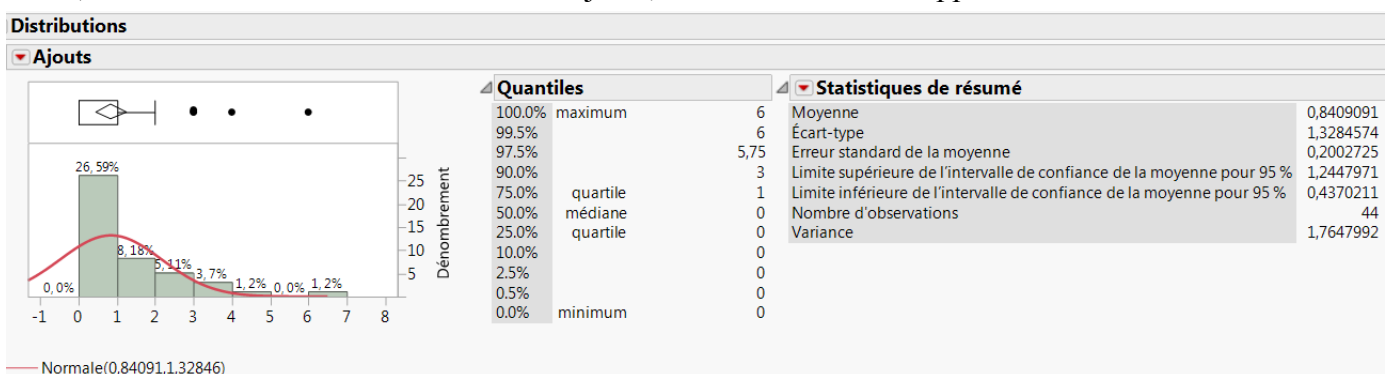 Distributions
Ajouts
26, 59%
8, 18%
5, 11%
3, 7%
1, 2%
0, 0%
1, 2%
0, 0%
25
20
15
10
5
Dénombrement
-1 0 1 2 3 4 5 6 7 8
Normale(0,84091,1,32846)
Quantiles
100.0% maximum 6
99.5% 6
97.5% 5,75
90.0% 3
75.0% quartile 1
50.0% médiane 0
25.0% quartile 0
10.0% 0
2.5% 0
0.5% 0
0.0% minimum 0
Statistiques de résumé
Moyenne 0,8409091
Écart-type 1,3284574
Erreur standard de la moyenne 0,2002725
Limite supérieure de l'intervalle de confiance de la moyenne pour 95 % 1,2447971
Limite inférieure de l'intervalle de confiance de la moyenne pour 95 % 0,4370211
Nombre d'observations 44
Variance 1,7647992